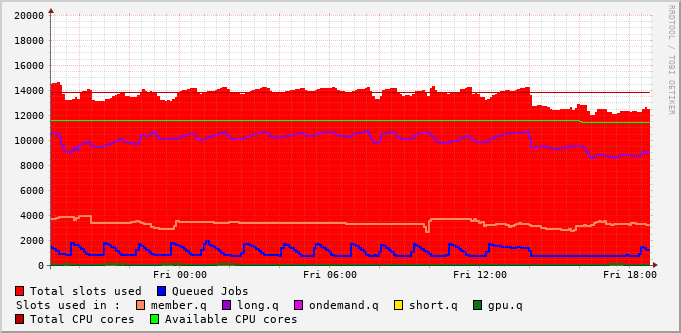 20000
18000
16000
14000
12000
10000
8000
6000
4000
2000
0
Fri 00:00 Fri 06:00 Fri 12:00 Fri 18:00
RRDTOOL / TOBI OETIKER
Total slots used Queued Jobs
Slots used in : member.q long.q ondemand.q short.q gpu.q
Total CPU cores Available CPU cores